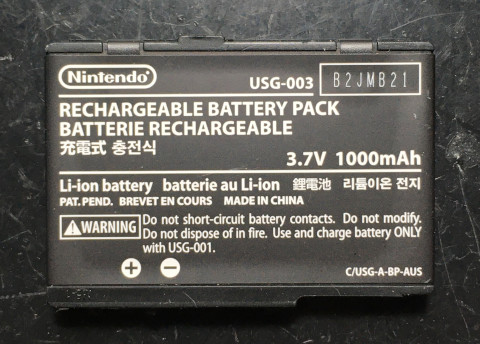 Nintendo
USG-003 B2JMB21
RECHARGEABLE BATTERY PACK
BATTERIE RECHARGEABLE
充電式 충전식
3.7V 1000mAh
Li-ion battery batterie au Li-ion 鋰電池 리튬이온 전지
PAT. PEND. BREVET EN COURS MADE IN CHINA
WARNING Do not short-circuit battery contacts. Do not modify.
Do not dispose of in fire. Use and charge battery ONLY
with USG-001.
+ −
C/USG-A-BP-AUS